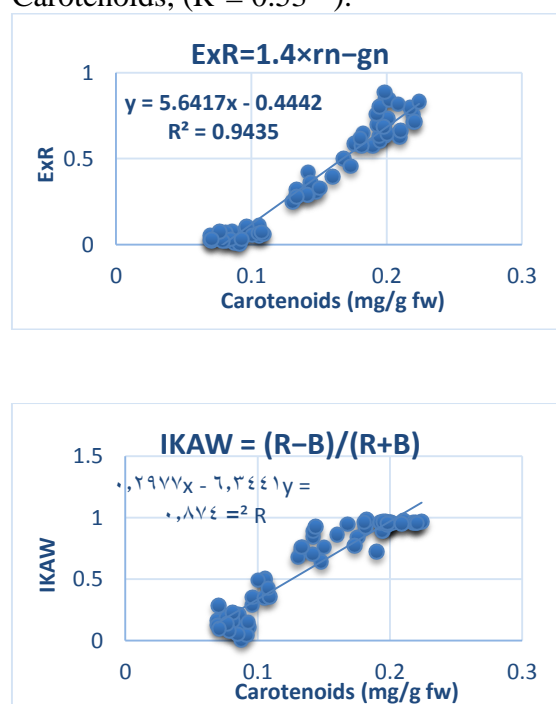 Carotenoids, (R² = 0.53
ExR=1.4×rn−gn
y = 5.6417x - 0.4442
R² = 0.9435
1
0.5
0
ExR
0 0.1 0.2 0.3
Carotenoids (mg/g fw)
IKAW = (R−B)/(R+B)
٠,٢٩٧٧x - ٦,٣٤٤١y =
٠,٨٧٤ =² R
1.5
1
0.5
0
IKAW
0 0.1 0.2 0.3
Carotenoids (mg/g fw)